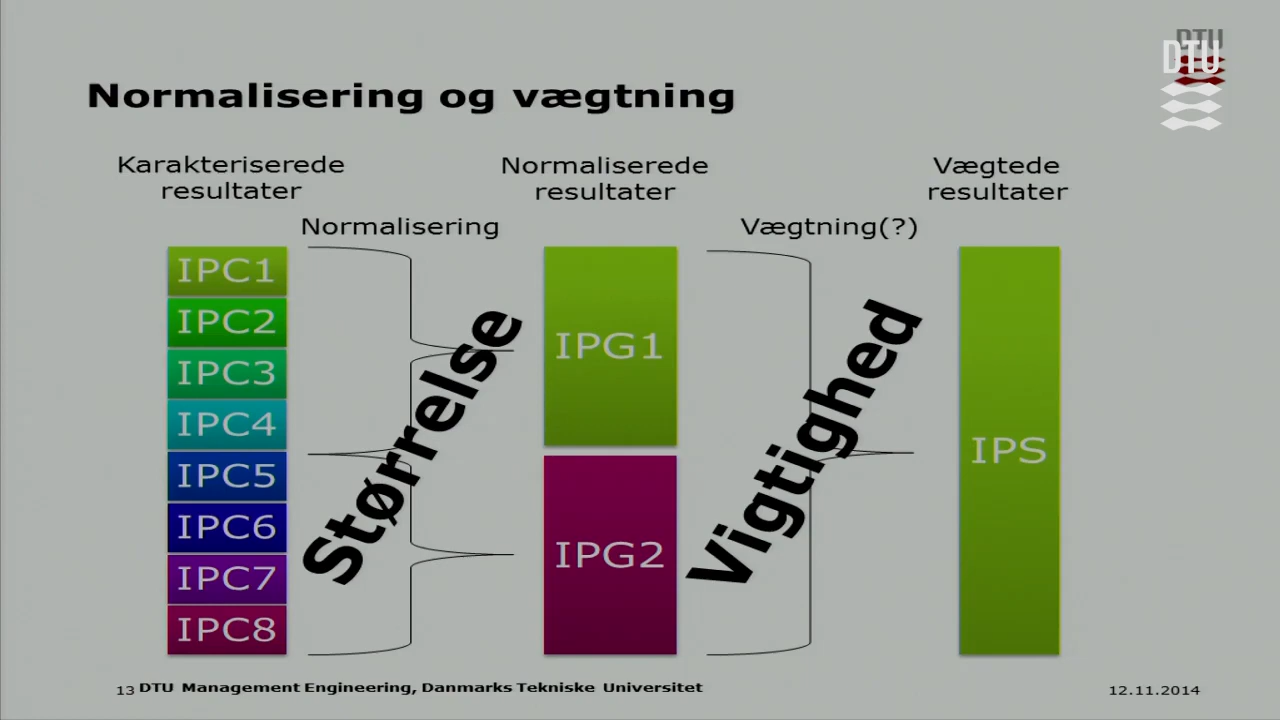 DTU
DTU
Normalisering og vægtning
Karakteriserede
resultater
Normaliserede
resultater
Vægtede
resultater
Normalisering
Vægtning(?)
IPC1
IPC2
IPC3
IPC4
IPC5
IPC6
IPC7
IPC8
Størrelse
IPG1
IPG2
Vigtighed
IPS
13 DTU Management Engineering, Danmarks Tekniske Universitet
12.11.2014